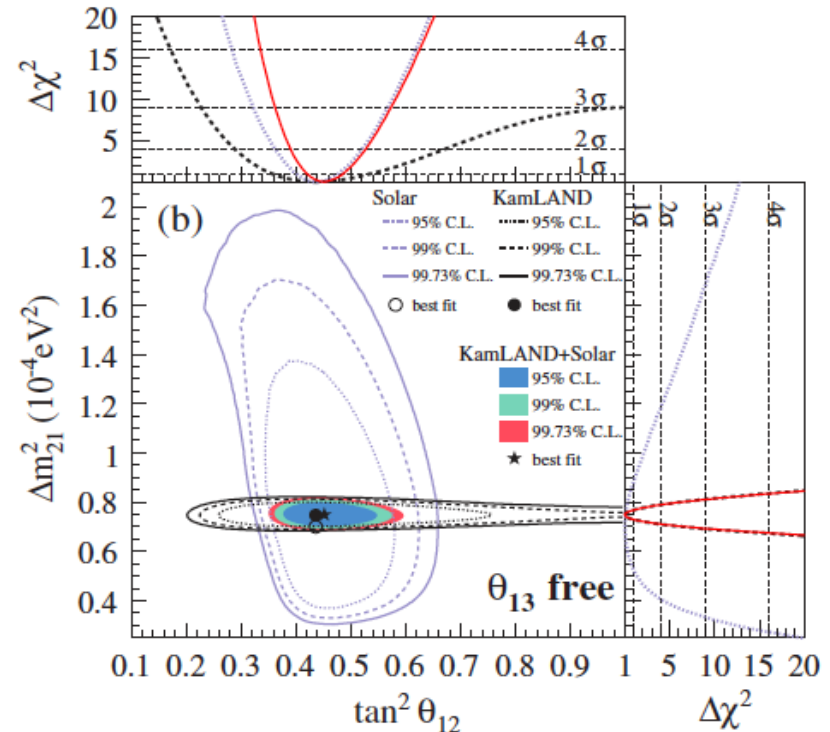 20
15
10
5
Δχ²
4σ
3σ
2σ
1σ
(b)
Solar KamLAND
95% C.L. 95% C.L.
99% C.L. 99% C.L.
99.73% C.L. 99.73% C.L.
best fit best fit
KamLAND+Solar
95% C.L.
99% C.L.
99.73% C.L.
best fit
θ₁₃ free
2
1.8
1.6
1.4
1.2
1
0.8
0.6
0.4
Δm²₂₁ (10⁻⁴eV²)
1σ 2σ 3σ 4σ
0.1 0.2 0.3 0.4 0.5 0.6 0.7 0.8 0.9 1 5 10 15 20
tan² θ₁₂ Δχ²